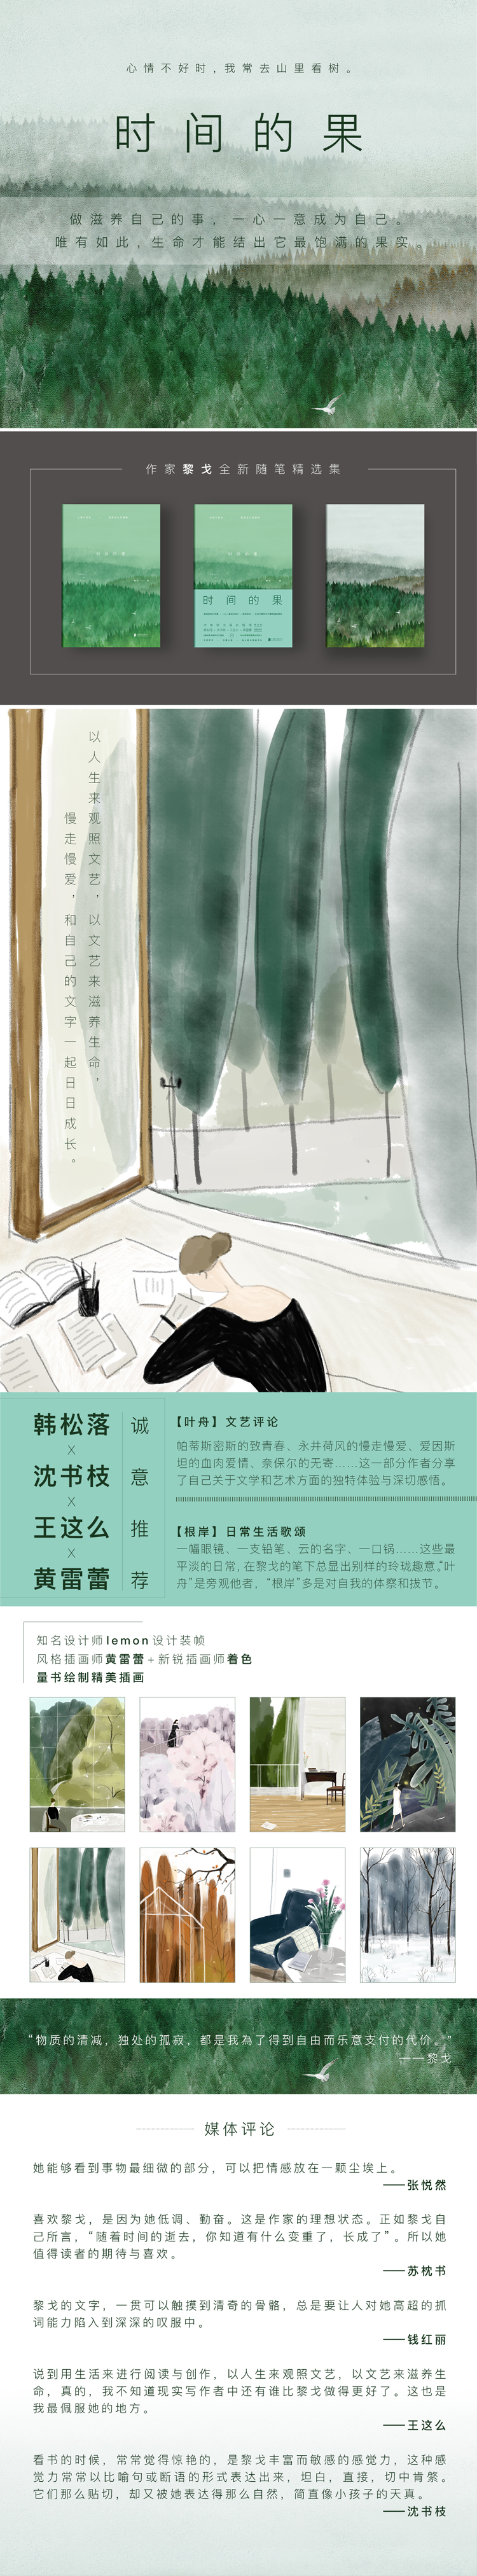 心情不好时，我常去山里看树。
时间的果
做滋养自己的事，一心一意成为自己。
唯有如此，生命才能结出它最饱满的果实。
作家黎戈全新随笔精选集
时间的果
以人生来观照文艺，以文艺来滋养生命，
慢走慢爱，和自己的文字一起日日成长。
韩松落
×
沈书枝
×
王这么
×
黄雷蕾
诚意推荐
【叶舟】文艺评论
帕蒂斯密斯的致青春、永井荷风的慢走慢爱、爱因斯
坦的血肉爱情、奈保尔的无寄……这一部分作者分享
了自己关于文学和艺术方面的独特体验与深切感悟。
【根岸】日常生活歌颂
一幅眼镜、一支铅笔、云的名字、一口锅……这些最
平淡的日常，在黎戈的笔下总显出别样的玲珑趣意。“叶
舟”是旁观他者，“根岸”多是对自我的体察和拔节。
知名设计师lemon设计装帧
风格插画师黄雷蕾+新锐插画师着色
量书绘制精美插画
“物质的清减，独处的孤寂，都是我為了得到自由而乐意支付的代价。”
——黎戈
媒体评论
她能够看到事物最细微的部分，可以把情感放在一颗尘埃上。
——张悦然
喜欢黎戈，是因为她低调、勤奋。这是作家的理想状态。正如黎戈自
己所言，“随着时间的逝去，你知道有什么变重了，长成了”。所以她
值得读者的期待与喜欢。
——苏枕书
黎戈的文字，一贯可以触摸到清奇的骨骼，总是要让人对她高超的抓
词能力陷入到深深的叹服中。
——钱红丽
说到用生活来进行阅读与创作，以人生来观照文艺，以文艺来滋养生
命，真的，我不知道现实写作者中还有谁比黎戈做得更好了。这也是
我最佩服她的地方。
——王这么
看书的时候，常常觉得惊艳的，是黎戈丰富而敏感的感觉力，这种感
觉力常常以比喻句或断语的形式表达出来，坦白，直接，切中肯綮。
它们那么贴切，却又被她表达得那么自然，简直像小孩子的天真。
——沈书枝